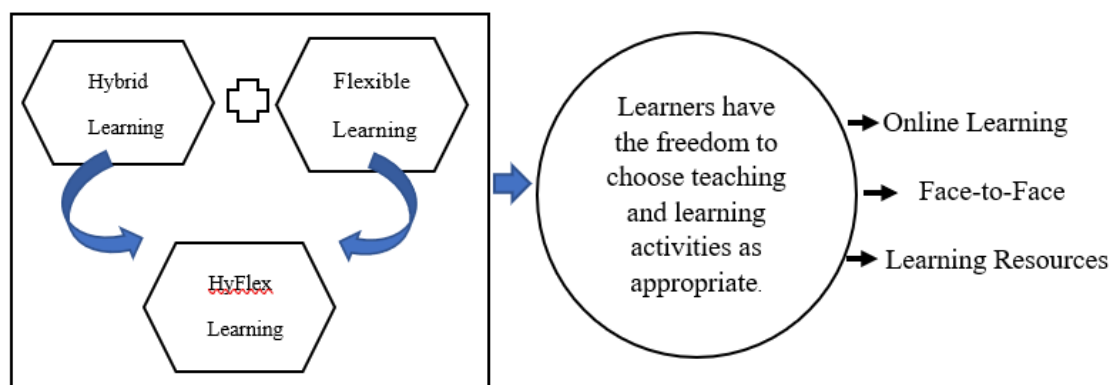 Hybrid
Learning
Flexible
Learning
HyFlex
Learning
Learners have
the freedom to
choose teaching
and learning
activities as
appropriate.
Online Learning
Face-to-Face
Learning Resources